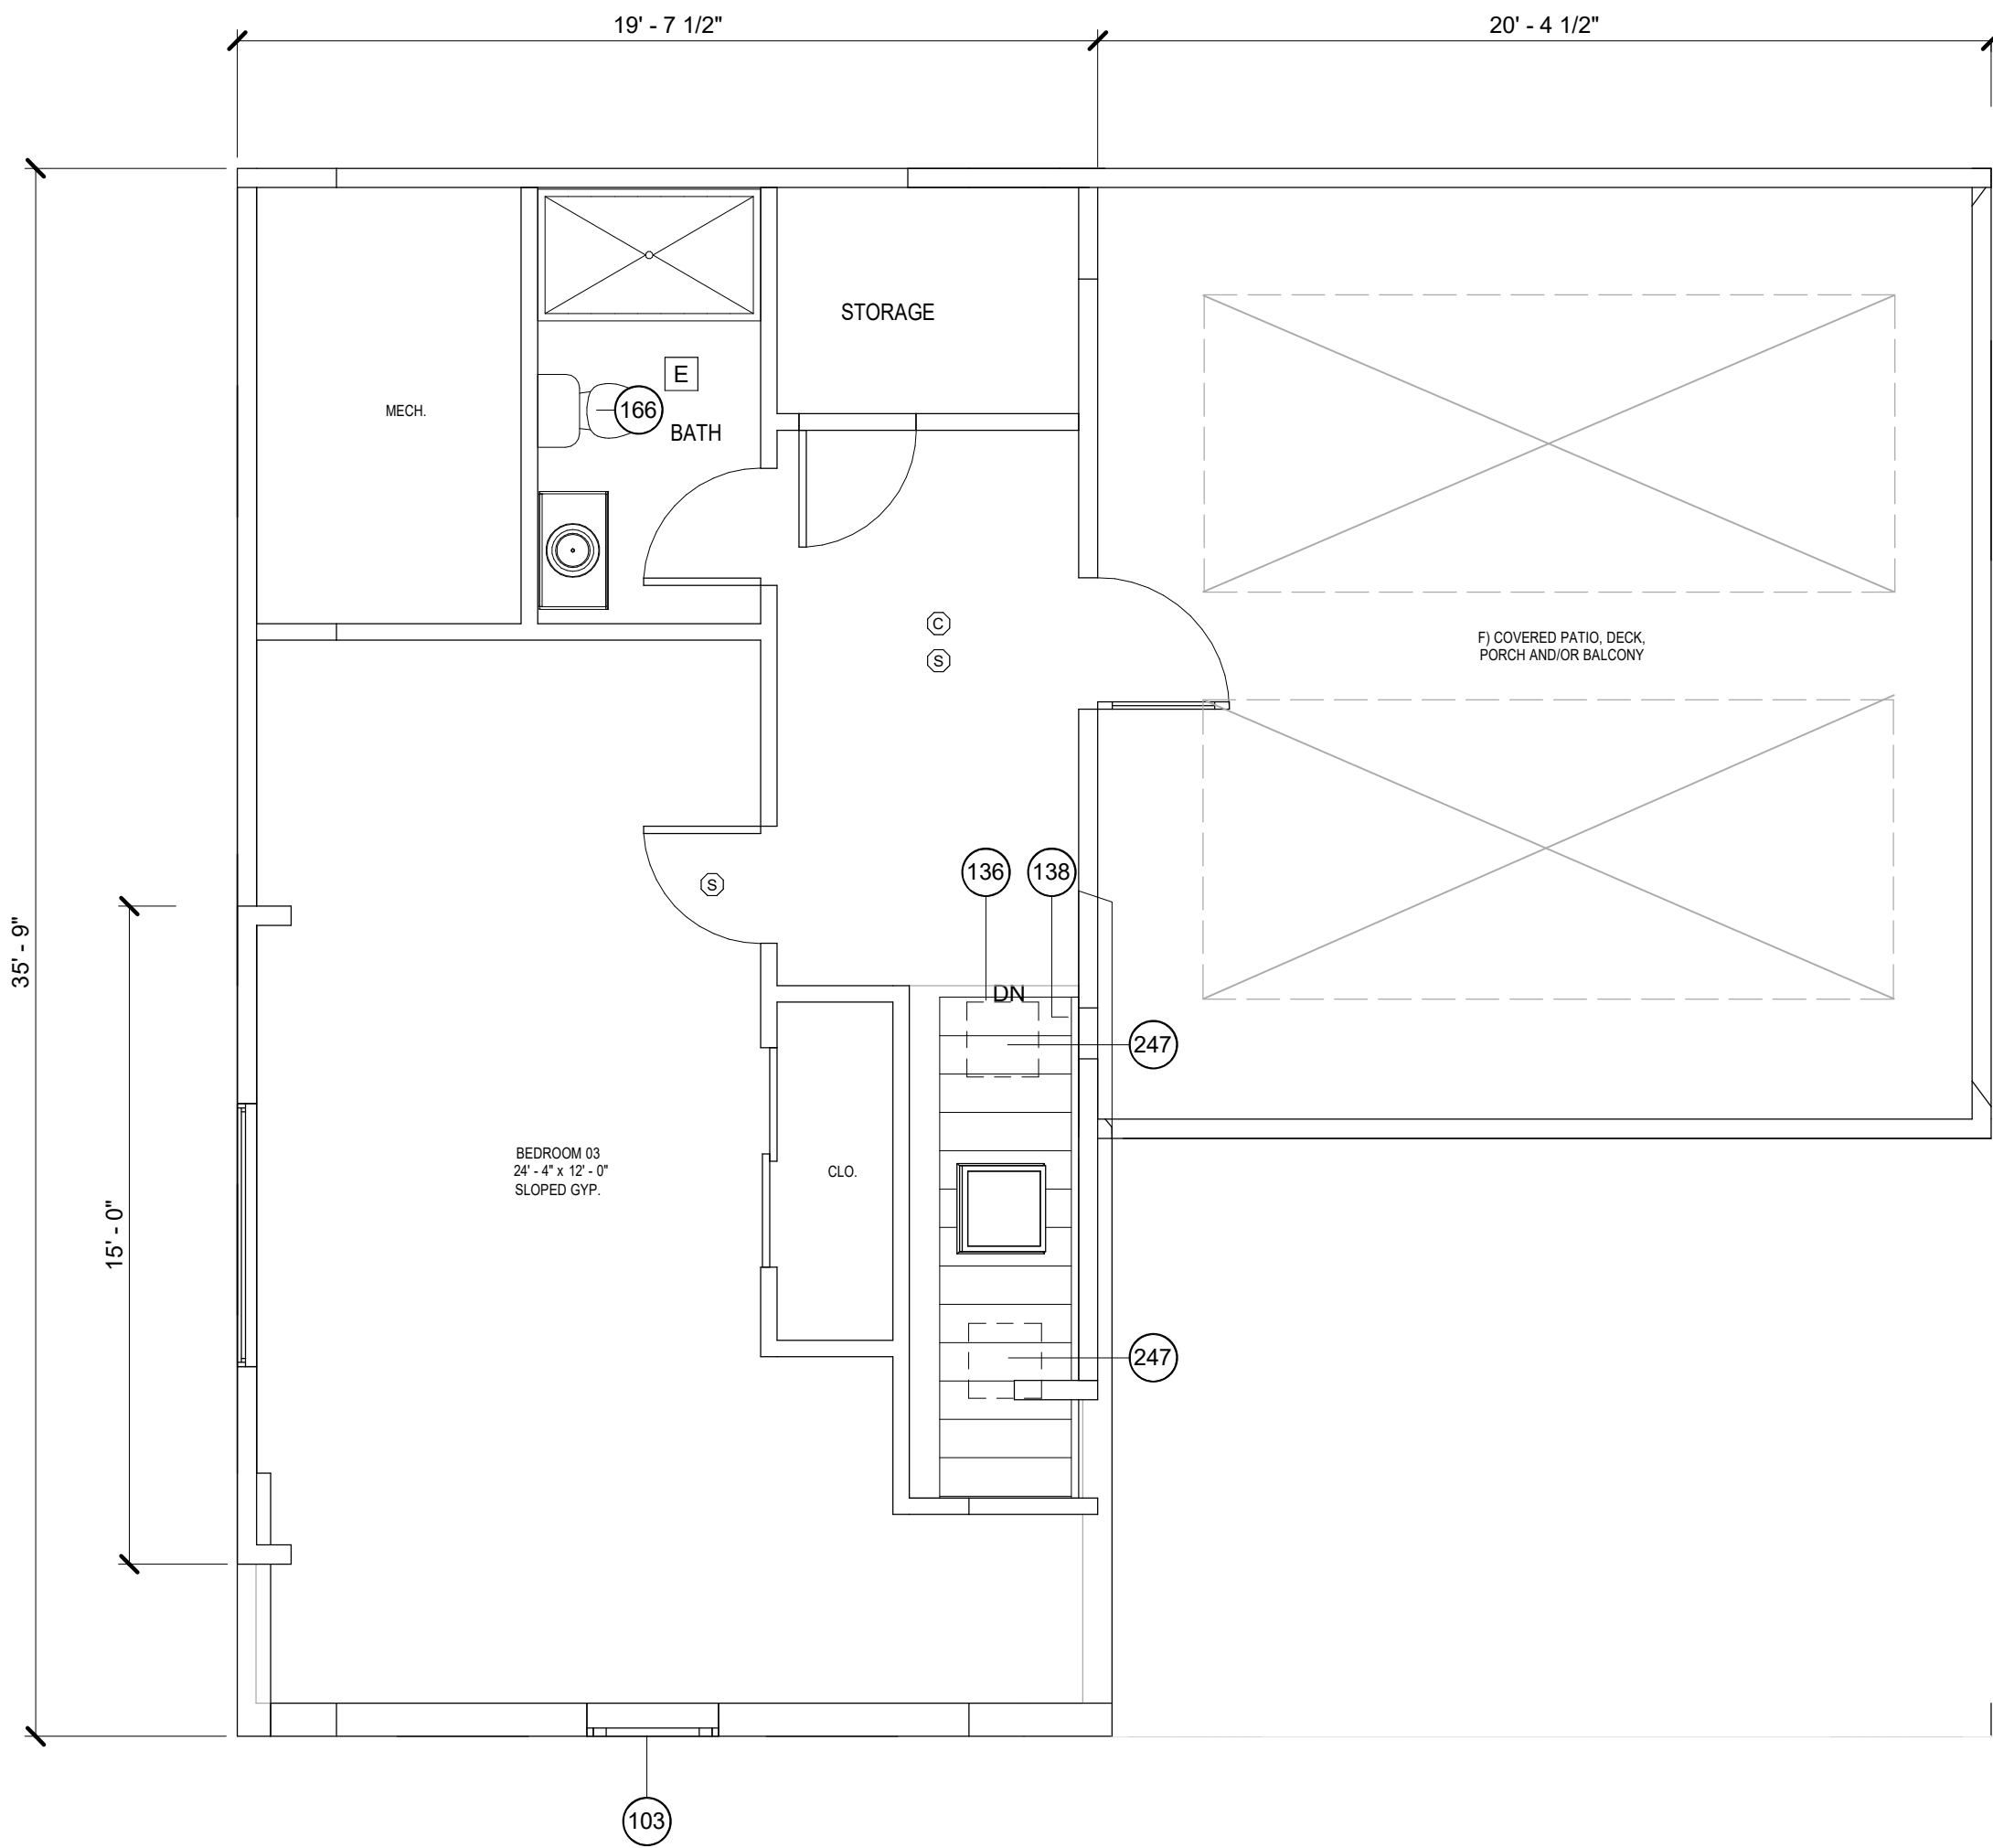 19' - 7 1/2"
20' - 4 1/2"
STORAGE
E
MECH.
166
BATH
C
S
F) COVERED PATIO, DECK,
PORCH AND/OR BALCONY
136
138
S
35' - 9"
DN
247
BEDROOM 03
24' - 4" x 12' - 0"
SLOPED GYP.
CLO.
15' - 0"
247
103